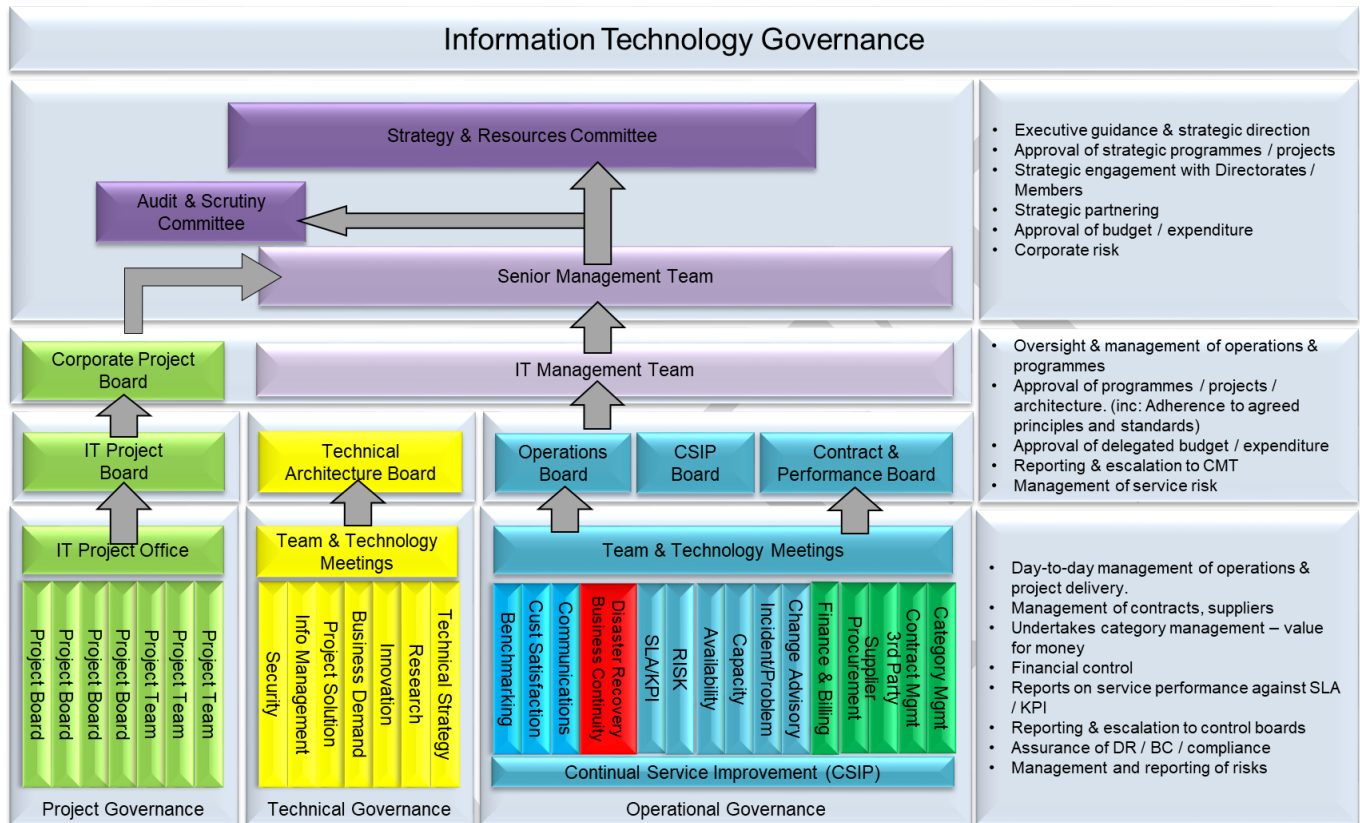 Information Technology Governance
Strategy & Resources Committee
Audit & Scrutiny
Committee
Senior Management Team
• Executive guidance & strategic direction
• Approval of strategic programmes / projects
• Strategic engagement with Directorates /
Members
• Strategic partnering
• Approval of budget / expenditure
• Corporate risk
Corporate Project
Board
IT Management Team
IT Project
Board
Technical
Architecture Board
Operations
Board
CSIP
Board
Contract &
Performance Board
• Oversight & management of operations &
programmes
• Approval of programmes / projects /
architecture. (inc: Adherence to agreed
principles and standards)
• Approval of delegated budget / expenditure
• Reporting & escalation to CMT
• Management of service risk
IT Project Office
Project Board
Project Board
Project Board
Project Board
Project Team
Project Team
Project Team
Project Governance
Team & Technology
Meetings
Security
Info Management
Project Solution
Business Demand
Innovation
Research
Technical Strategy
Technical Governance
Team & Technology Meetings
Benchmarking
Cust Satisfaction
Communications
Disaster Recovery
Business Continuity
SLA/KPI
RISK
Availability
Capacity
Incident/Problem
Change Advisory
Finance & Billing
Procurement
Supplier
3rd Party
Contract Mgmt
Category Mgmt
Continual Service Improvement (CSIP)
Operational Governance
• Day-to-day management of operations &
project delivery.
• Management of contracts, suppliers
• Undertakes category management – value
for money
• Financial control
• Reports on service performance against SLA
/ KPI
• Reporting & escalation to control boards
• Assurance of DR / BC / compliance
• Management and reporting of risks